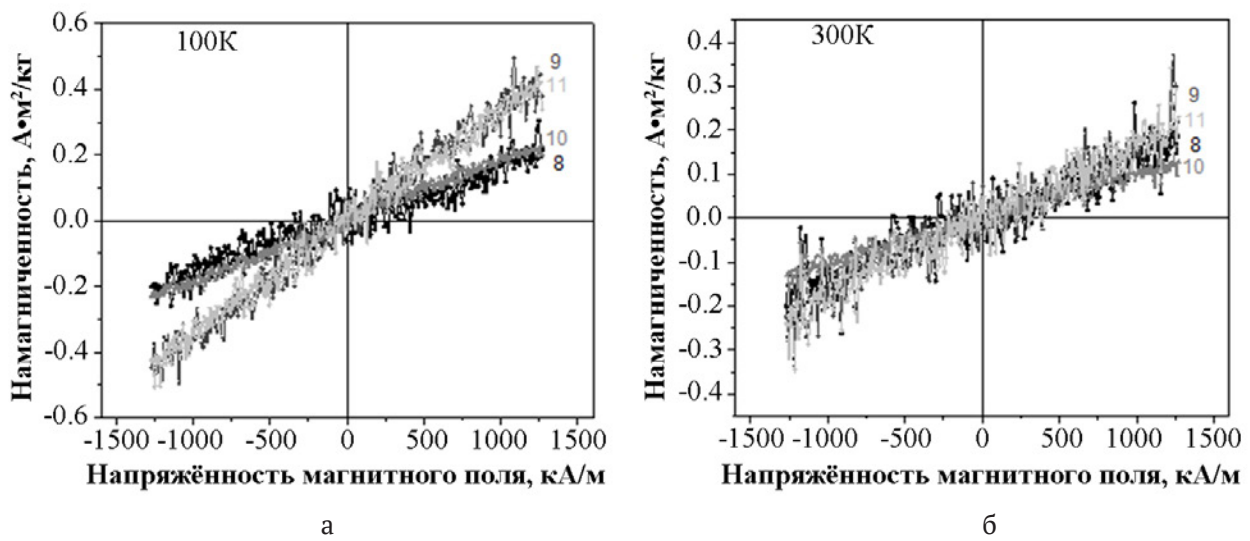 Намагниченность, А•м²/кг
0.6
0.4
0.2
0.0
-0.2
-0.4
-0.6
100К
9
11
10
8
-1500 -1000 -500 0 500 1000 1500
Напряжённость магнитного поля, кА/м
а
Намагниченность, А•м²/кг
0.4
0.3
0.2
0.1
0.0
-0.1
-0.2
-0.3
-0.4
300К
9
11
8
10
-1500 -1000 -500 0 500 1000 1500
Напряжённость магнитного поля, кА/м
б